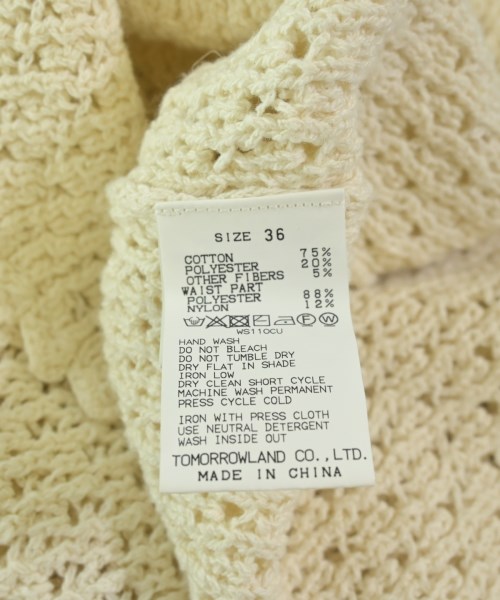 SIZE 36
COTTON 75%
POLYESTER 20%
OTHER FIBERS 5%
WAIST PART
POLYESTER 88%
NYLON 12%
WS110CU
HAND WASH
DO NOT BLEACH
DO NOT TUMBLE DRY
DRY FLAT IN SHADE
IRON LOW
DRY CLEAN SHORT CYCLE
MACHINE WASH PERMANENT
PRESS CYCLE COLD
IRON WITH PRESS CLOTH
USE NEUTRAL DETERGENT
WASH INSIDE OUT
TOMORROWLAND CO.,LTD.
MADE IN CHINA